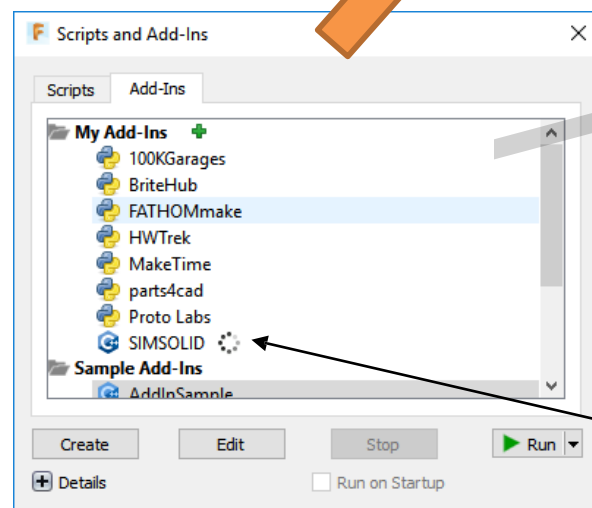 Scripts and Add-Ins
Scripts Add-Ins
My Add-Ins
100KGarages
BriteHub
FATHOMmake
HWTrek
MakeTime
parts4cad
Proto Labs
SIMSOLID
Sample Add-Ins
AddInSample
Create Edit Stop Run
Details Run on Startup